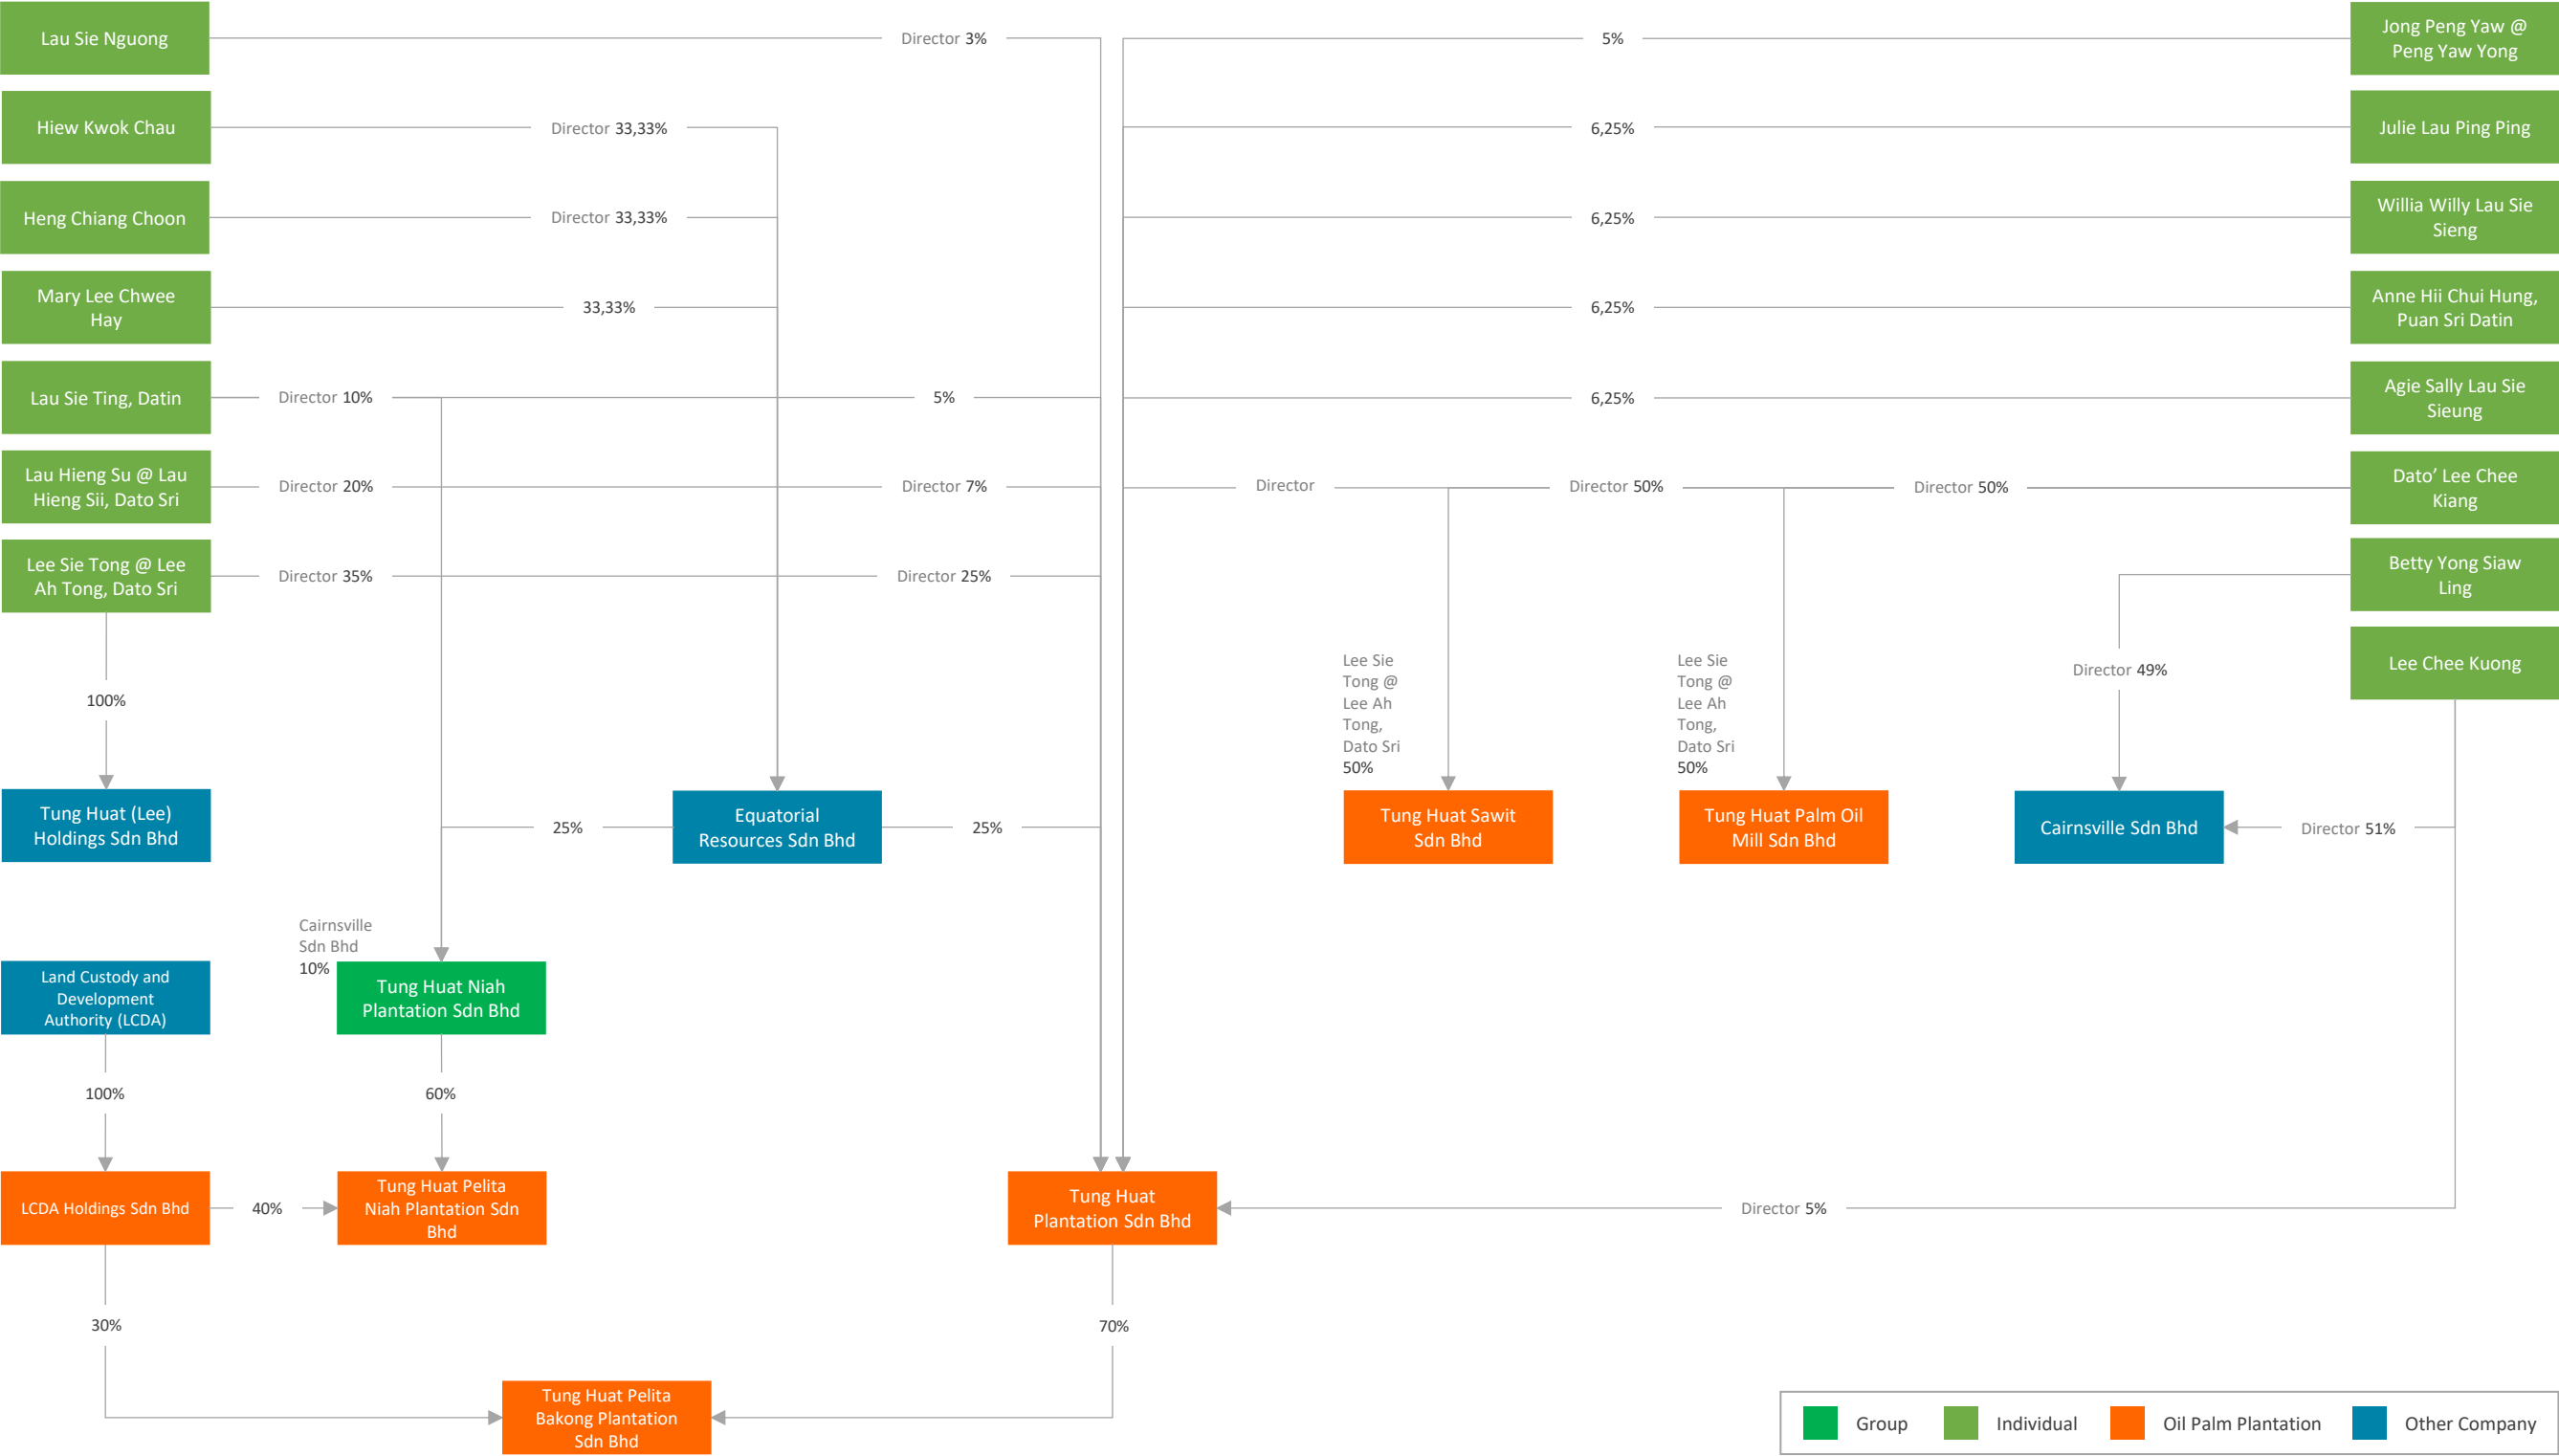 Lau Sie Nguong
Director 3%
5%
Jong Peng Yaw @
Peng Yaw Yong
Hiew Kwok Chau
Director 33,33%
6,25%
Julie Lau Ping Ping
Heng Chiang Choon
Director 33,33%
6,25%
Willia Willy Lau Sie
Sieng
Mary Lee Chwee
Hay
33,33%
6,25%
Anne Hii Chui Hung,
Puan Sri Datin
Lau Sie Ting, Datin
Director 10%
5%
6,25%
Agie Sally Lau Sie
Sieung
Lau Hieng Su @ Lau
Hieng Sii, Dato Sri
Director 20%
Director 7%
Director
Director 50%
Director 50%
Dato’ Lee Chee
Kiang
Lee Sie Tong @ Lee
Ah Tong, Dato Sri
Director 35%
Director 25%
Betty Yong Siaw
Ling
Lee Chee Kuong
100%
Lee Sie
Tong @
Lee Ah
Tong,
Dato Sri
50%
Lee Sie
Tong @
Lee Ah
Tong,
Dato Sri
50%
Director 49%
Tung Huat (Lee)
Holdings Sdn Bhd
25%
Equatorial
Resources Sdn Bhd
25%
Tung Huat Sawit
Sdn Bhd
Tung Huat Palm Oil
Mill Sdn Bhd
Cairnsville Sdn Bhd
Director 51%
Cairnsville
Sdn Bhd
10%
Land Custody and
Development
Authority (LCDA)
Tung Huat Niah
Plantation Sdn Bhd
100%
60%
LCDA Holdings Sdn Bhd
40%
Tung Huat Pelita
Niah Plantation Sdn
Bhd
Tung Huat
Plantation Sdn Bhd
Director 5%
30%
70%
Tung Huat Pelita
Bakong Plantation
Sdn Bhd
Group
Individual
Oil Palm Plantation
Other Company